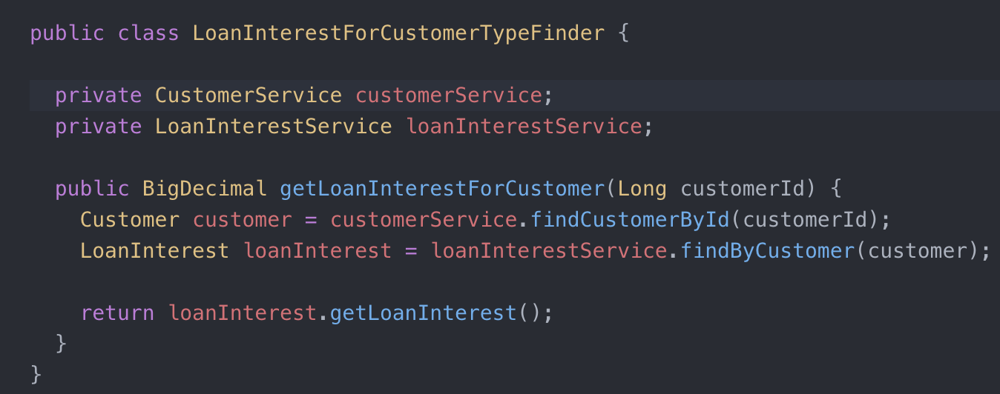 public class LoanInterestForCustomerTypeFinder {
private CustomerService customerService;
private LoanInterestService loanInterestService;
public BigDecimal getLoanInterestForCustomer(Long customerId) {
Customer customer = customerService.findCustomerById(customerId);
LoanInterest loanInterest = loanInterestService.findByCustomer(customer);
return loanInterest.getLoanInterest();
}
}